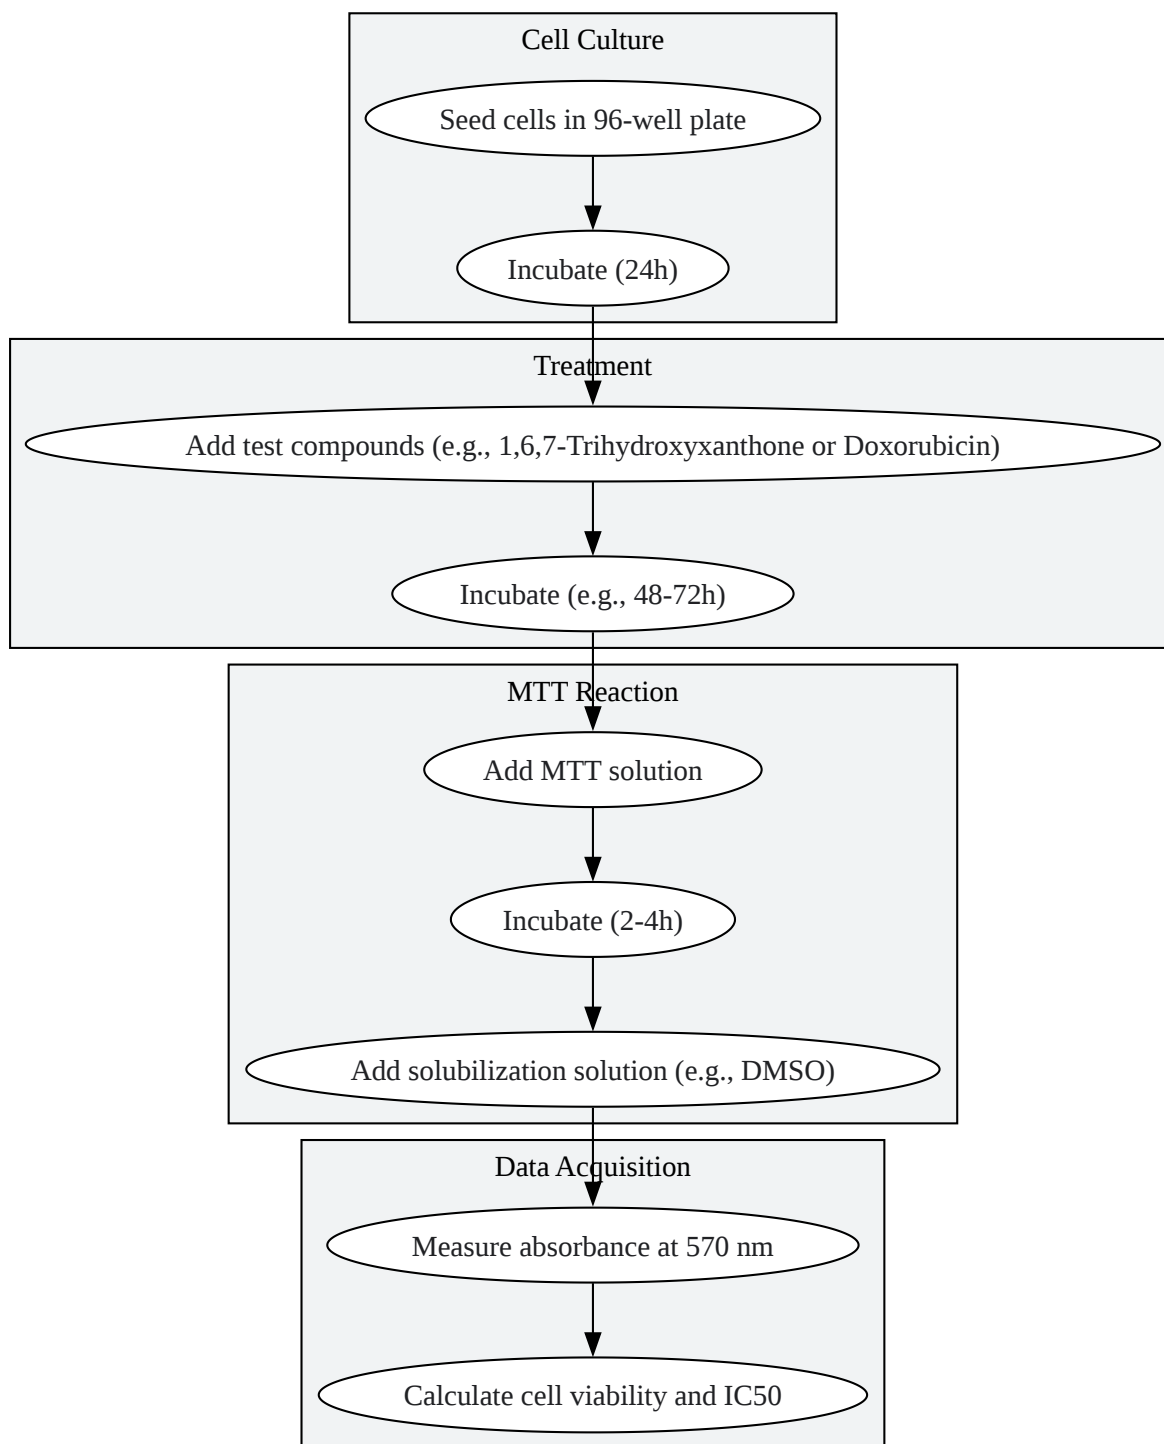 Cell Culture
Seed cells in 96-well plate
Incubate (24h)
Treatment
Add test compounds (e.g., 1,6,7-Trihydroxyxanthone or Doxorubicin)
Incubate (e.g., 48-72h)
MTT Reaction
Add MTT solution
Incubate (2-4h)
Add solubilization solution (e.g., DMSO)
Data Acquisition
Measure absorbance at 570 nm
Calculate cell viability and IC50